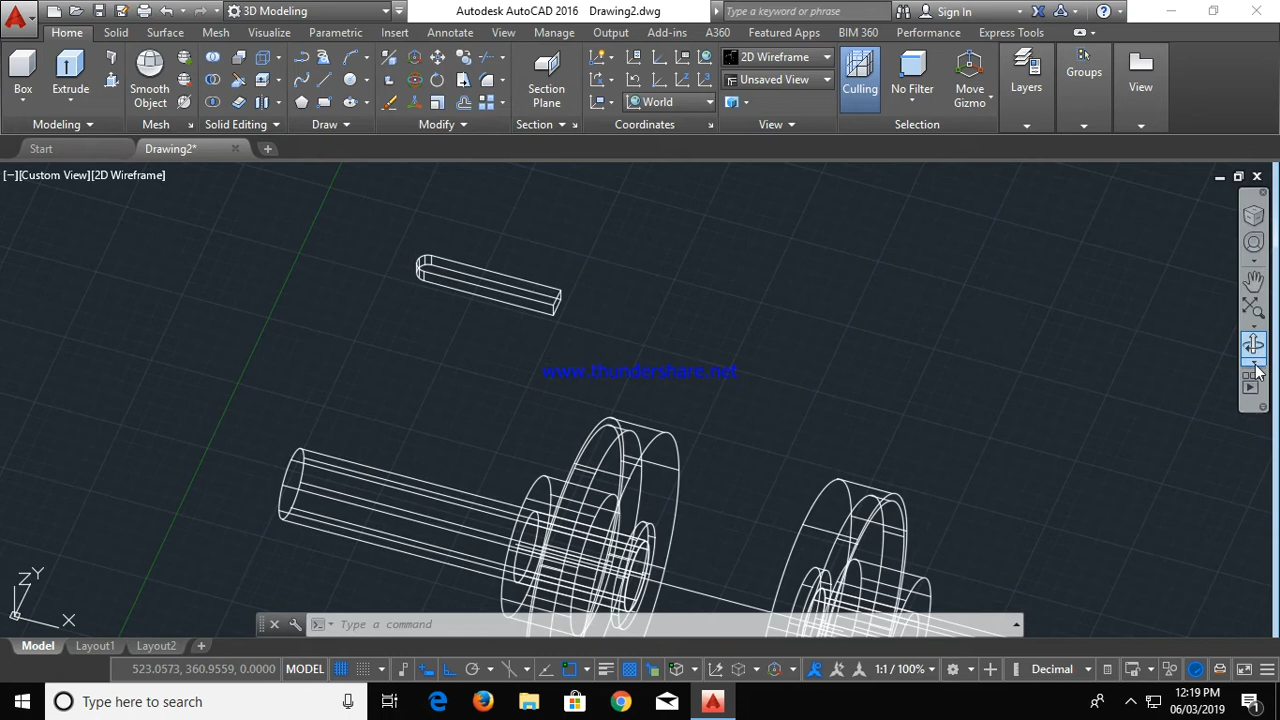 3D Modeling
Autodesk AutoCAD 2016 Drawing2.dwg
Type a keyword or phrase
Sign In
Home Solid Surface Mesh Visualize Parametric Insert Annotate View Manage Output Add-ins A360 Featured Apps BIM 360 Performance Express Tools
2D Wireframe
Unsaved View
World
Box
Extrude
Smooth
Object
Section
Plane
Culling
No Filter
Move
Gizmo
Layers
Groups
View
Modeling
Mesh
Solid Editing
Draw
Modify
Section
Coordinates
View
Selection
Start
Drawing2*
[−][Custom View][2D Wireframe]
www.thundershare.net
Z Y
X
Type a command
Model Layout1 Layout2
523.0573, 360.9559, 0.0000 MODEL
1:1 / 100%
Decimal
Type here to search
12:19 PM
06/03/2019
1